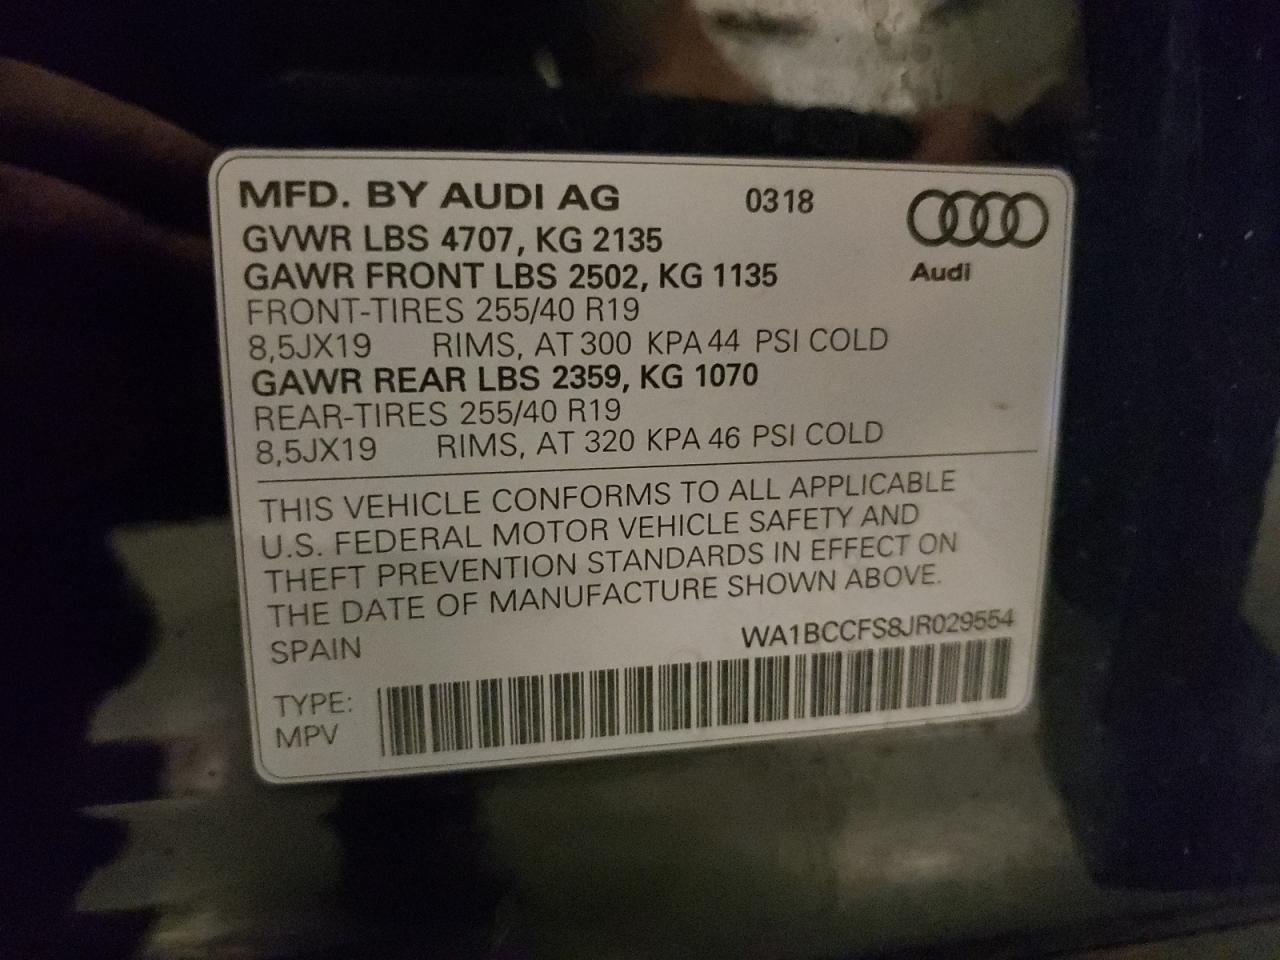 MFD. BY AUDI AG 0318
GVWR LBS 4707, KG 2135
GAWR FRONT LBS 2502, KG 1135
Audi
FRONT-TIRES 255/40 R19
8,5JX19 RIMS, AT 300 KPA 44 PSI COLD
GAWR REAR LBS 2359, KG 1070
REAR-TIRES 255/40 R19
8,5JX19 RIMS, AT 320 KPA 46 PSI COLD
THIS VEHICLE CONFORMS TO ALL APPLICABLE
U.S. FEDERAL MOTOR VEHICLE SAFETY AND
THEFT PREVENTION STANDARDS IN EFFECT ON
THE DATE OF MANUFACTURE SHOWN ABOVE.
SPAIN WA1BCCFS8JR029554
TYPE:
MPV